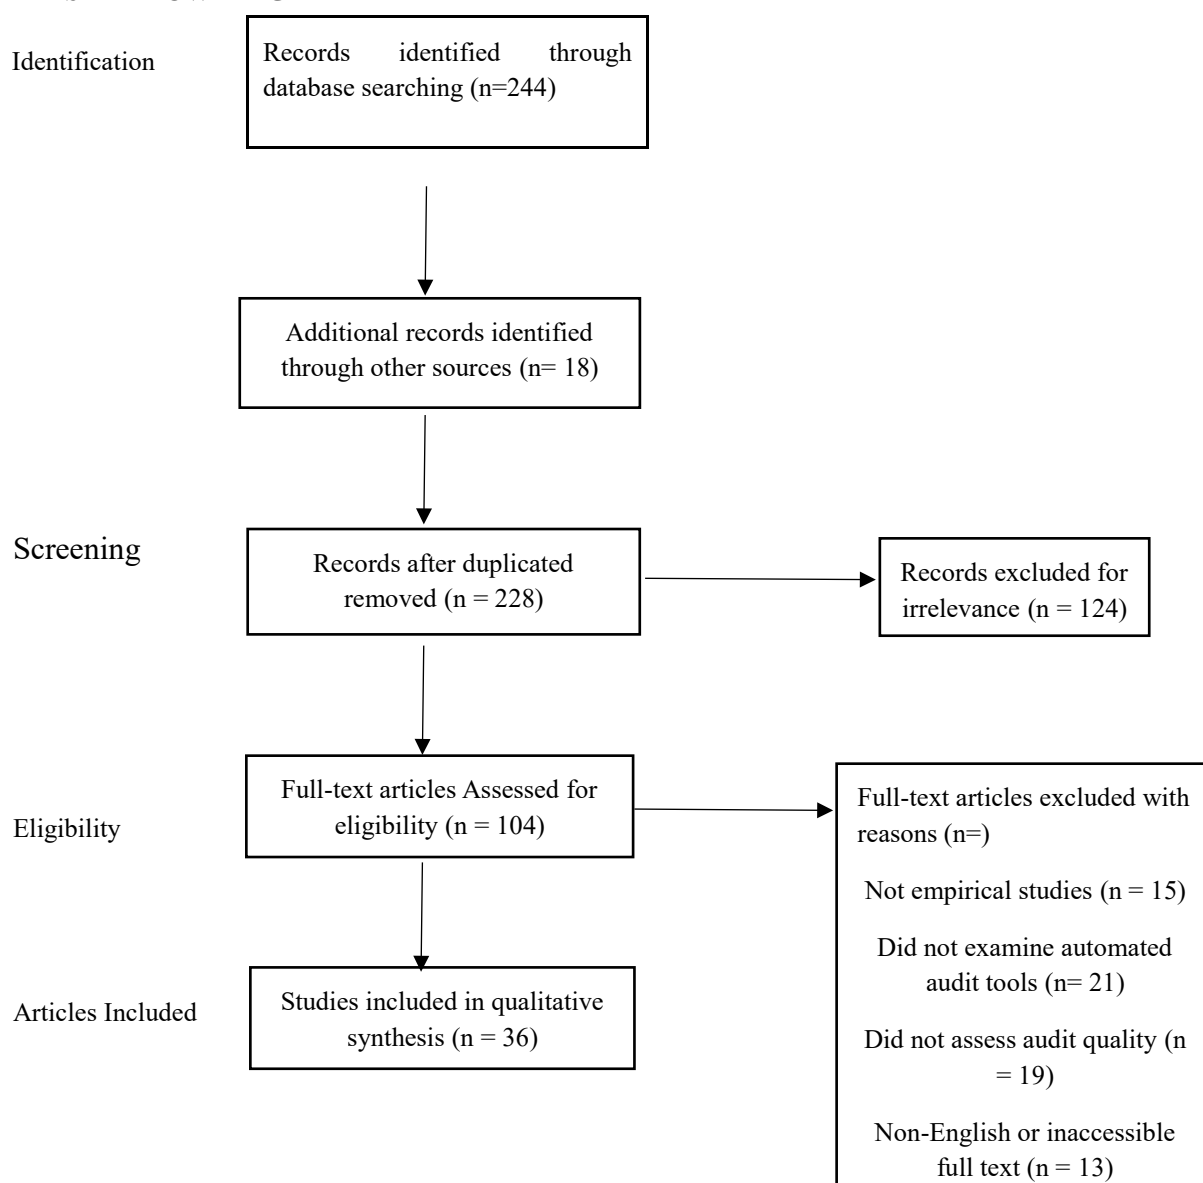 Identification
Records identified through
database searching (n=244)
Additional records identified
through other sources (n= 18)
Screening
Records after duplicated
removed (n = 228)
Records excluded for
irrelevance (n = 124)
Eligibility
Full-text articles Assessed for
eligibility (n = 104)
Full-text articles excluded with
reasons (n=)
Not empirical studies (n = 15)
Did not examine automated
audit tools (n= 21)
Did not assess audit quality (n
= 19)
Non-English or inaccessible
full text (n = 13)
Articles Included
Studies included in qualitative
synthesis (n = 36)